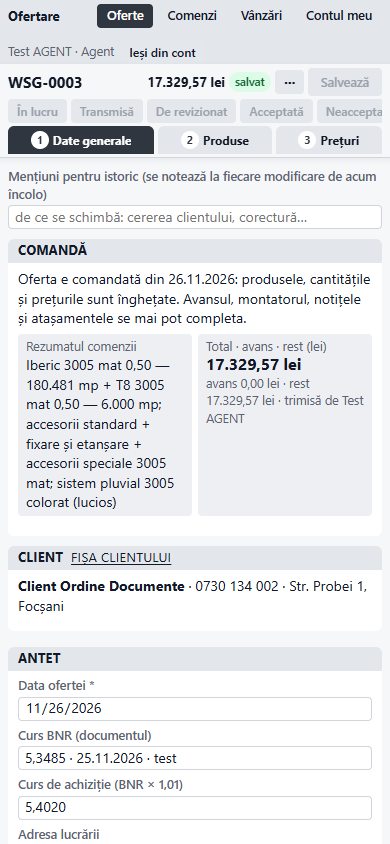 Ofertare Oferte Comenzi Vânzări Contul meu
Test AGENT · Agent Ieși din cont
WSG-0003 17.329,57 lei salvat ··· Salvează
În lucru Transmisă De revizionat Acceptată Neaccepta
1 Date generale 2 Produse 3 Prețuri
Mențiuni pentru istoric (se notează la fiecare modificare de acum
încolo)
de ce se schimbă: cererea clientului, corectură...
COMANDĂ
Oferta e comandată din 26.11.2026: produsele, cantitățile
și prețurile sunt înghețate. Avansul, montatorul, notițele
și atașamentele se mai pot completa.
Rezumatul comenzii
Iberic 3005 mat 0,50 —
180.481 mp + T8 3005
mat 0,50 — 6.000 mp;
accesorii standard +
fixare și etanșare +
accesorii speciale 3005
mat; sistem pluvial 3005
colorat (lucios)
Total · avans · rest (lei)
17.329,57 lei
avans 0,00 lei · rest
17.329,57 lei · trimisă de Test
AGENT
CLIENT FIȘA CLIENTULUI
Client Ordine Documente · 0730 134 002 · Str. Probei 1,
Focșani
ANTET
Data ofertei *
11/26/2026
Curs BNR (documentul)
5,3485 · 25.11.2026 · test
Curs de achiziție (BNR × 1,01)
5,4020
Adresa lucrării